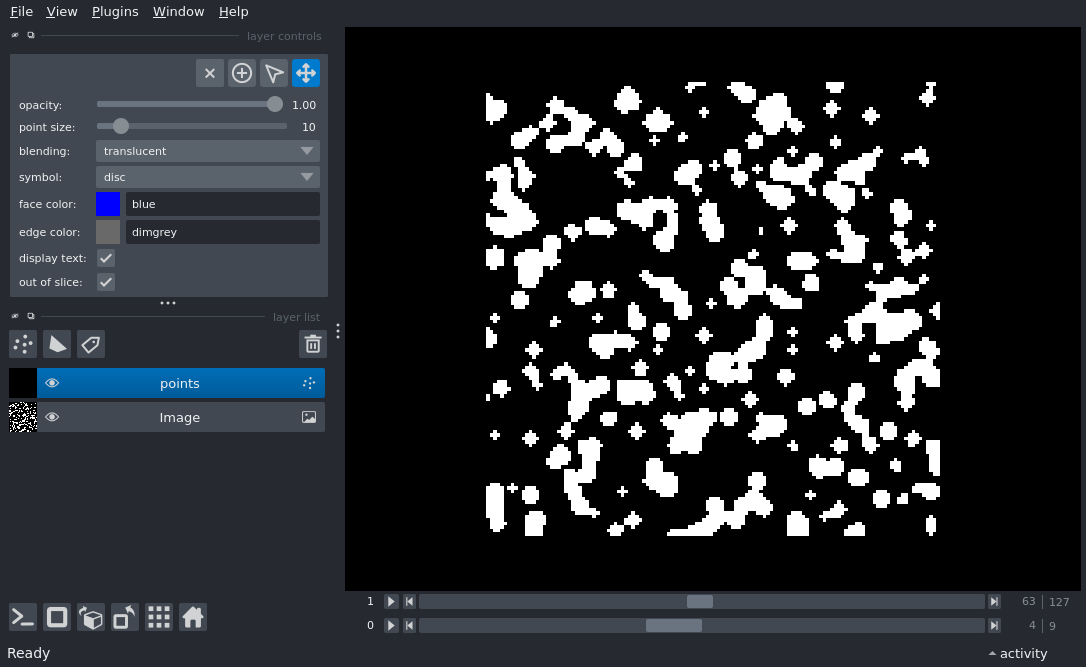 File View Plugins Window Help
layer controls
opacity: 1.00
point size: 10
blending: translucent
symbol: disc
face color: blue
edge color: dimgrey
display text:
out of slice:
layer list
points
Image
1 63 127
0 4 9
Ready activity